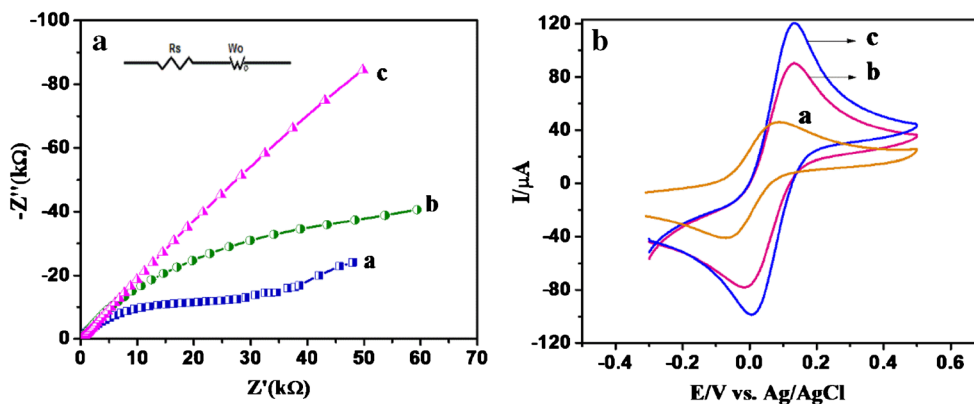 a
Rs
Wo
c
b
a
-100
-80
-60
-40
-20
0
-Z''(kΩ)
0 10 20 30 40 50 60 70
Z'(kΩ)
b
c
b
a
120
80
40
0
-40
-80
-120
I/µA
-0.4 -0.2 0.0 0.2 0.4 0.6
E/V vs. Ag/AgCl